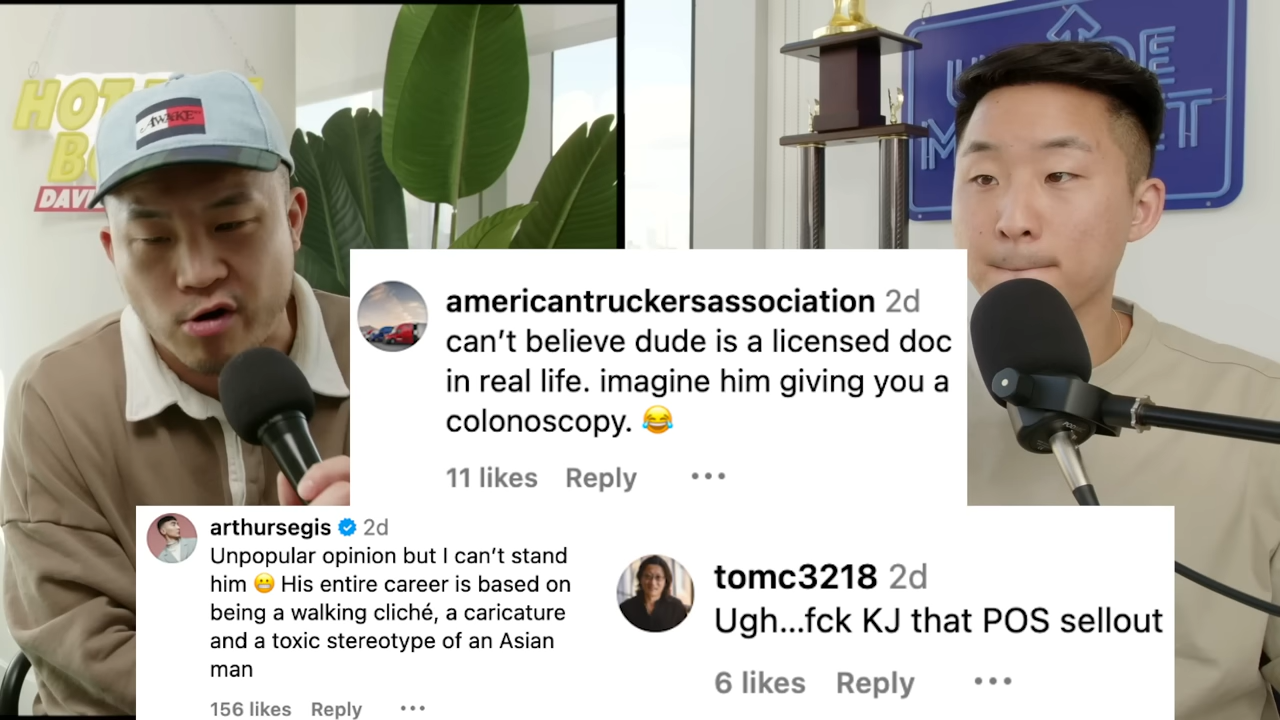 HOT
BO
DAVI
AWAKE
americantruckersassociation 2d
can’t believe dude is a licensed doc
in real life. imagine him giving you a
colonoscopy. 😂
11 likes Reply •••
arthursegis 2d
Unpopular opinion but I can’t stand
him 😬 His entire career is based on
being a walking cliché, a caricature
and a toxic stereotype of an Asian
man
156 likes Reply •••
tomc3218 2d
Ugh...fck KJ that POS sellout
6 likes Reply •••